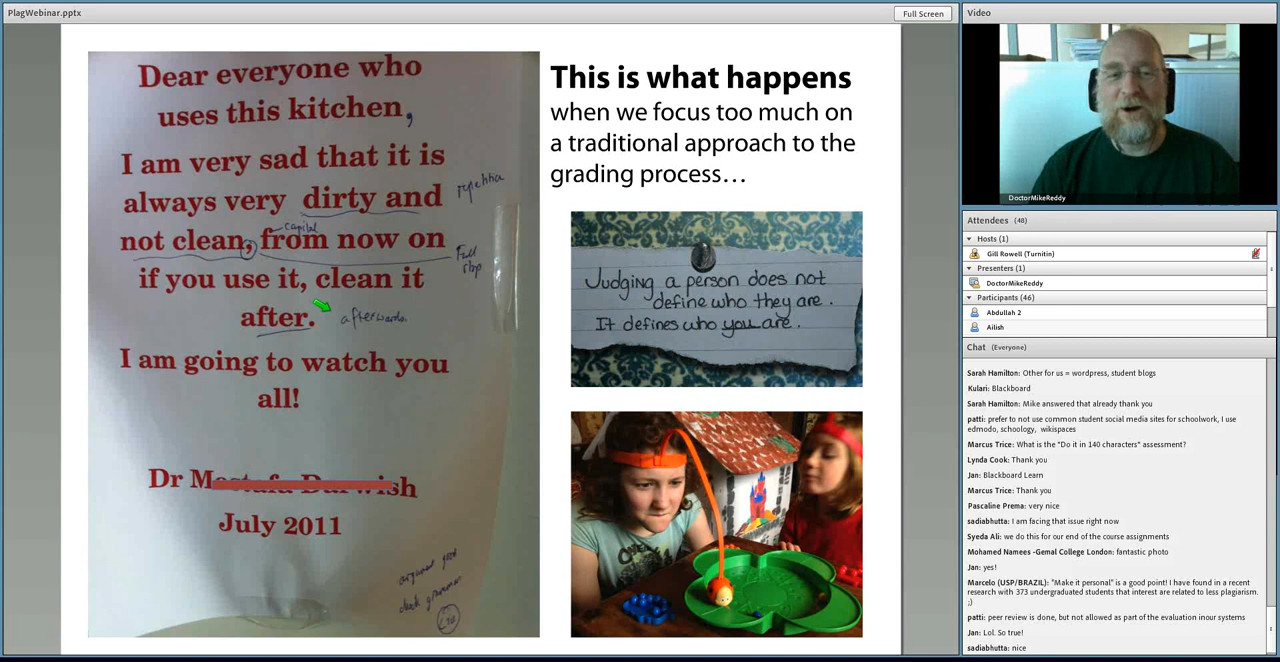 PlagWebinar.pptx
Full Screen
Dear everyone who
uses this kitchen,
I am very sad that it is
always very dirty and
repetition
not clean, from now on
capital
Full
stop
if you use it, clean it
after.
afterwards.
I am going to watch you
all!
Dr M
sh
July 2011
argument good
check grammar
This is what happens
when we focus too much on
a traditional approach to the
grading process…
Judging a person does not
define who they are.
It defines who you are.
Video
DoctorMikeReddy
Attendees (48)
Hosts (1)
Gill Rowell (Turnitin)
Presenters (1)
DoctorMikeReddy
Participants (46)
Abdullah 2
Ailish
Chat (Everyone)
Sarah Hamilton: Other for us = wordpress, student blogs
Kulari: Blackboard
Sarah Hamilton: Mike answered that already thank you
patti: prefer to not use common student social media sites for schoolwork, I use
edmodo, schoology, wikispaces
Marcus Trice: What is the "Do it in 140 characters" assessment?
Lynda Cook: Thank you
Jan: Blackboard Learn
Marcus Trice: Thank you
Pascaline Prema: very nice
sadiabhutta: I am facing that issue right now
Syeda Ali: we do this for our end of the course assignments
Mohamed Namees -Gemal College London: fantastic photo
Jan: yes!
Marcelo (USP/BRAZIL): "Make it personal" is a good point! I have found in a recent
research with 373 undergraduated students that interest are related to less plagiarism.
;)
patti: peer review is done, but not allowed as part of the evaluation inour systems
Jan: Lol. So true!
sadiabhutta: nice